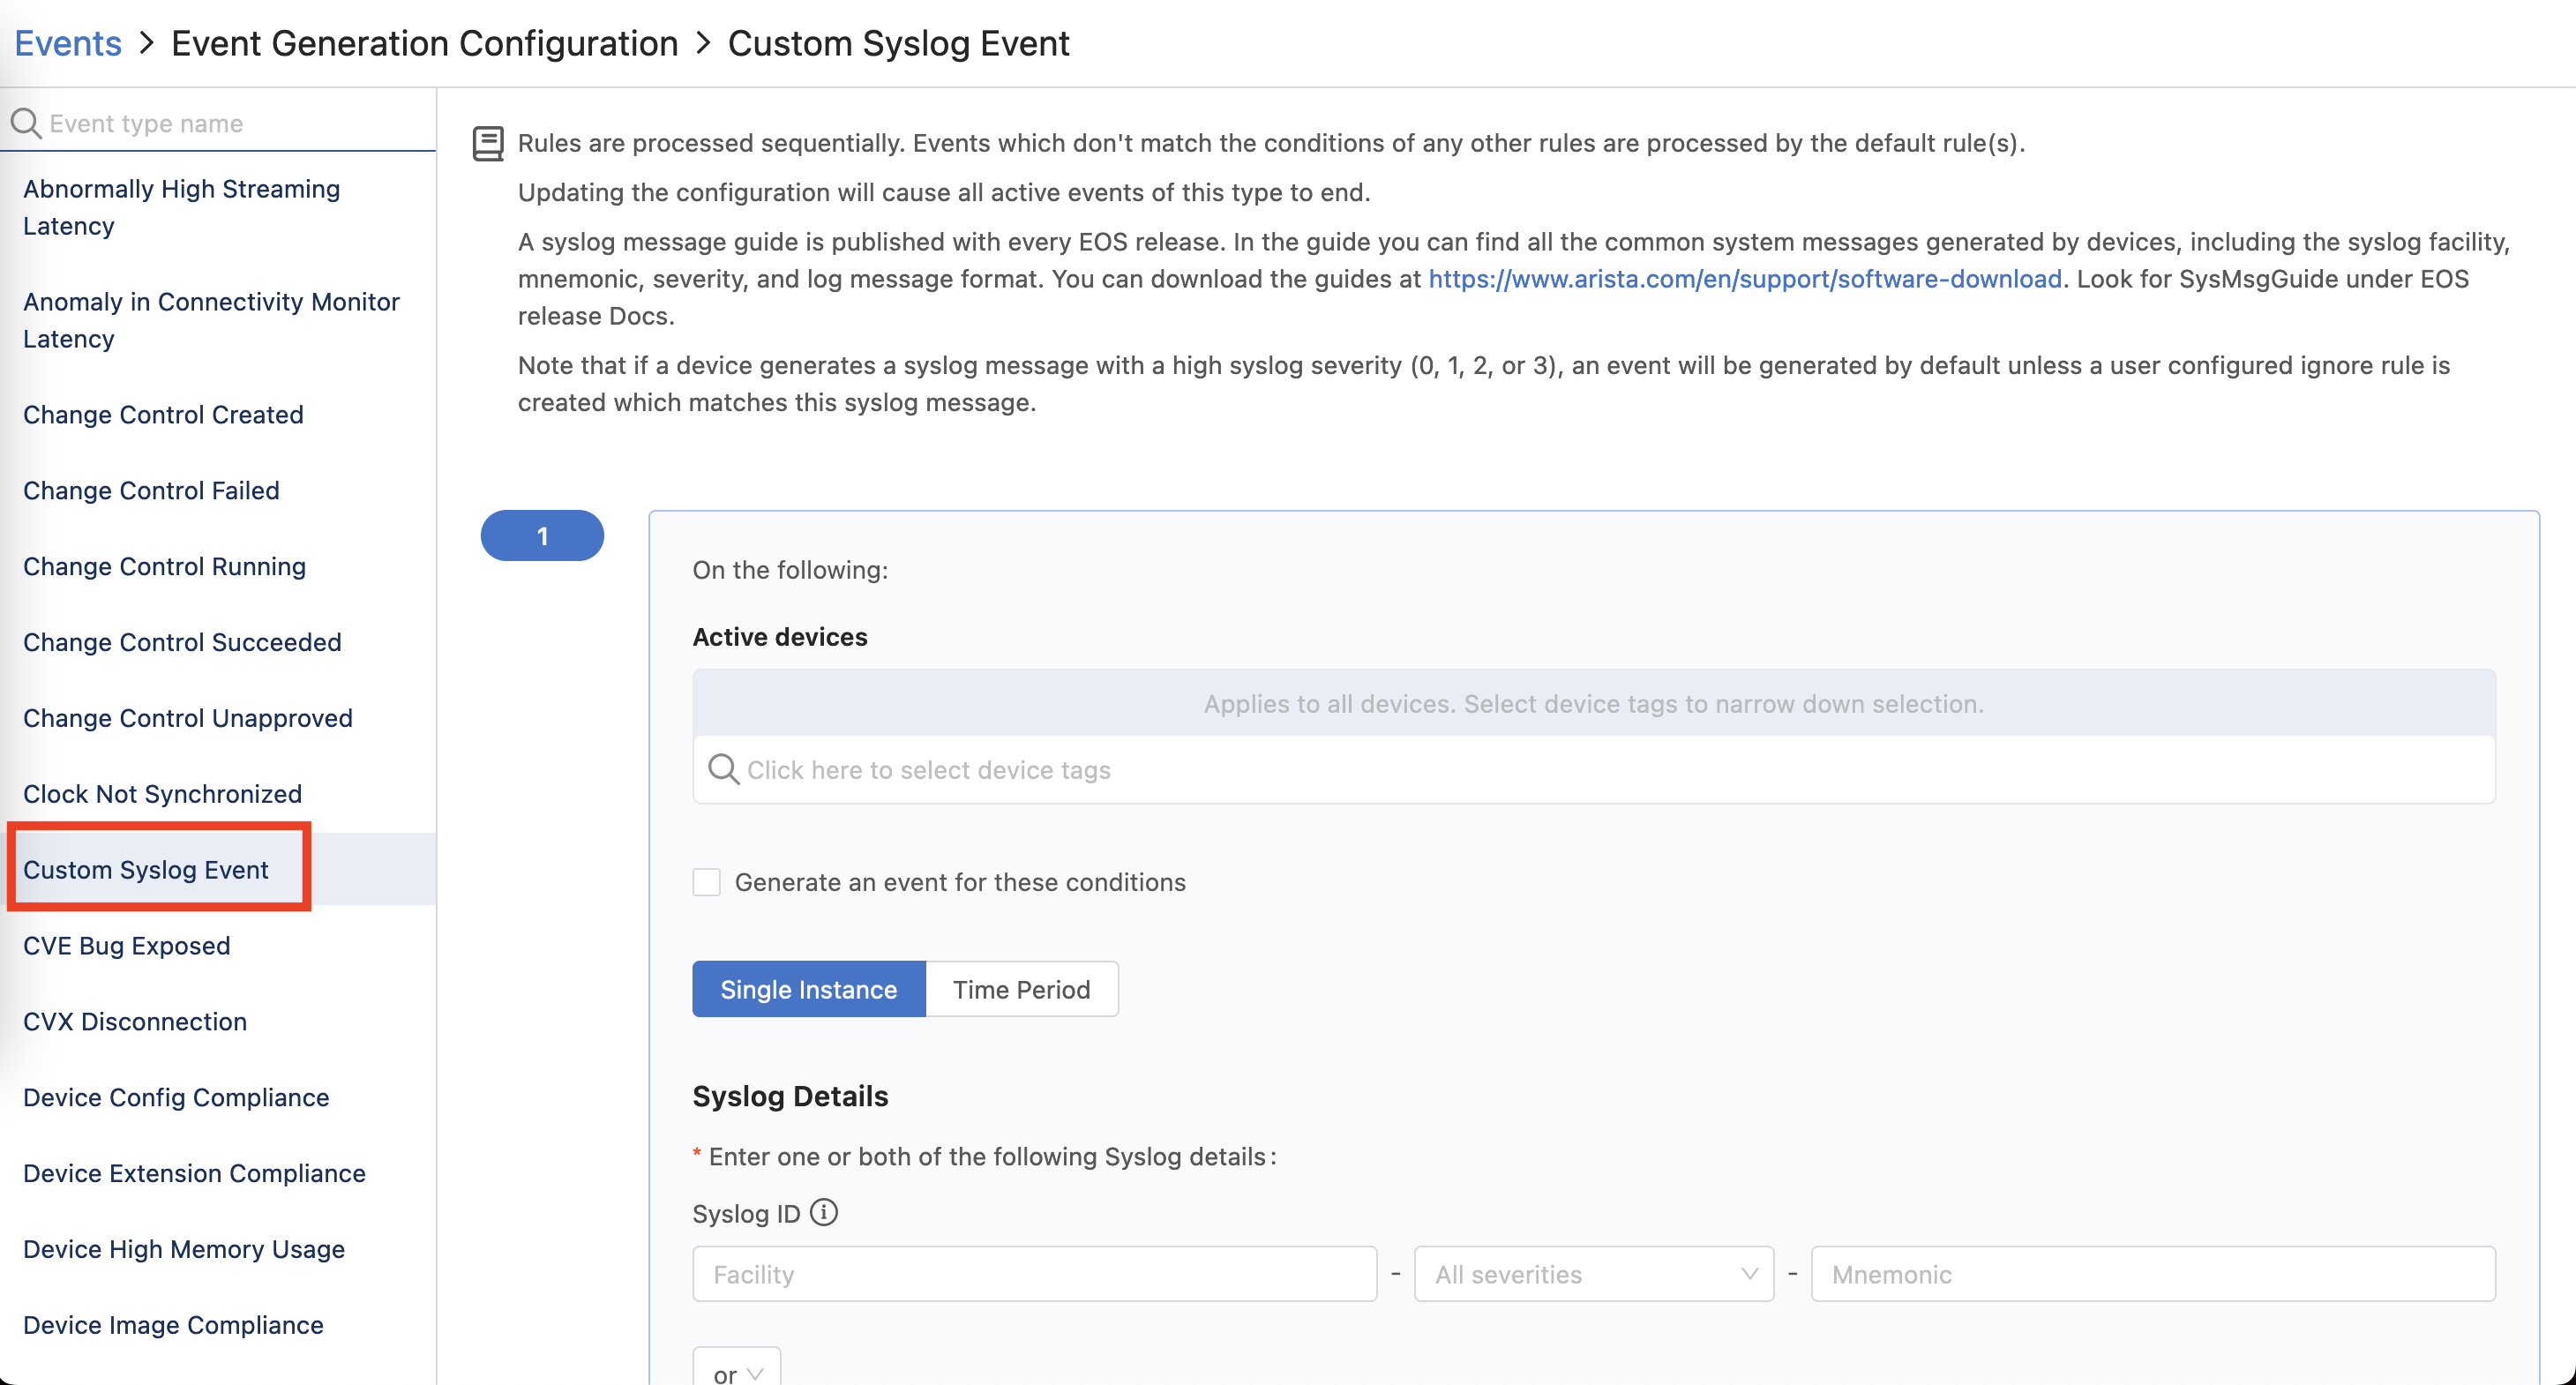 Events > Event Generation Configuration > Custom Syslog Event
Event type name
Abnormally High Streaming
Latency
Anomaly in Connectivity Monitor
Latency
Change Control Created
Change Control Failed
Change Control Running
Change Control Succeeded
Change Control Unapproved
Clock Not Synchronized
Custom Syslog Event
CVE Bug Exposed
CVX Disconnection
Device Config Compliance
Device Extension Compliance
Device High Memory Usage
Device Image Compliance
Rules are processed sequentially. Events which don't match the conditions of any other rules are processed by the default rule(s).
Updating the configuration will cause all active events of this type to end.
A syslog message guide is published with every EOS release. In the guide you can find all the common system messages generated by devices, including the syslog facility,
mnemonic, severity, and log message format. You can download the guides at https://www.arista.com/en/support/software-download. Look for SysMsgGuide under EOS
release Docs.
Note that if a device generates a syslog message with a high syslog severity (0, 1, 2, or 3), an event will be generated by default unless a user configured ignore rule is
created which matches this syslog message.
1
On the following:
Active devices
Applies to all devices. Select device tags to narrow down selection.
Click here to select device tags
Generate an event for these conditions
Single Instance Time Period
Syslog Details
* Enter one or both of the following Syslog details:
Syslog ID
Facility - All severities - Mnemonic
or